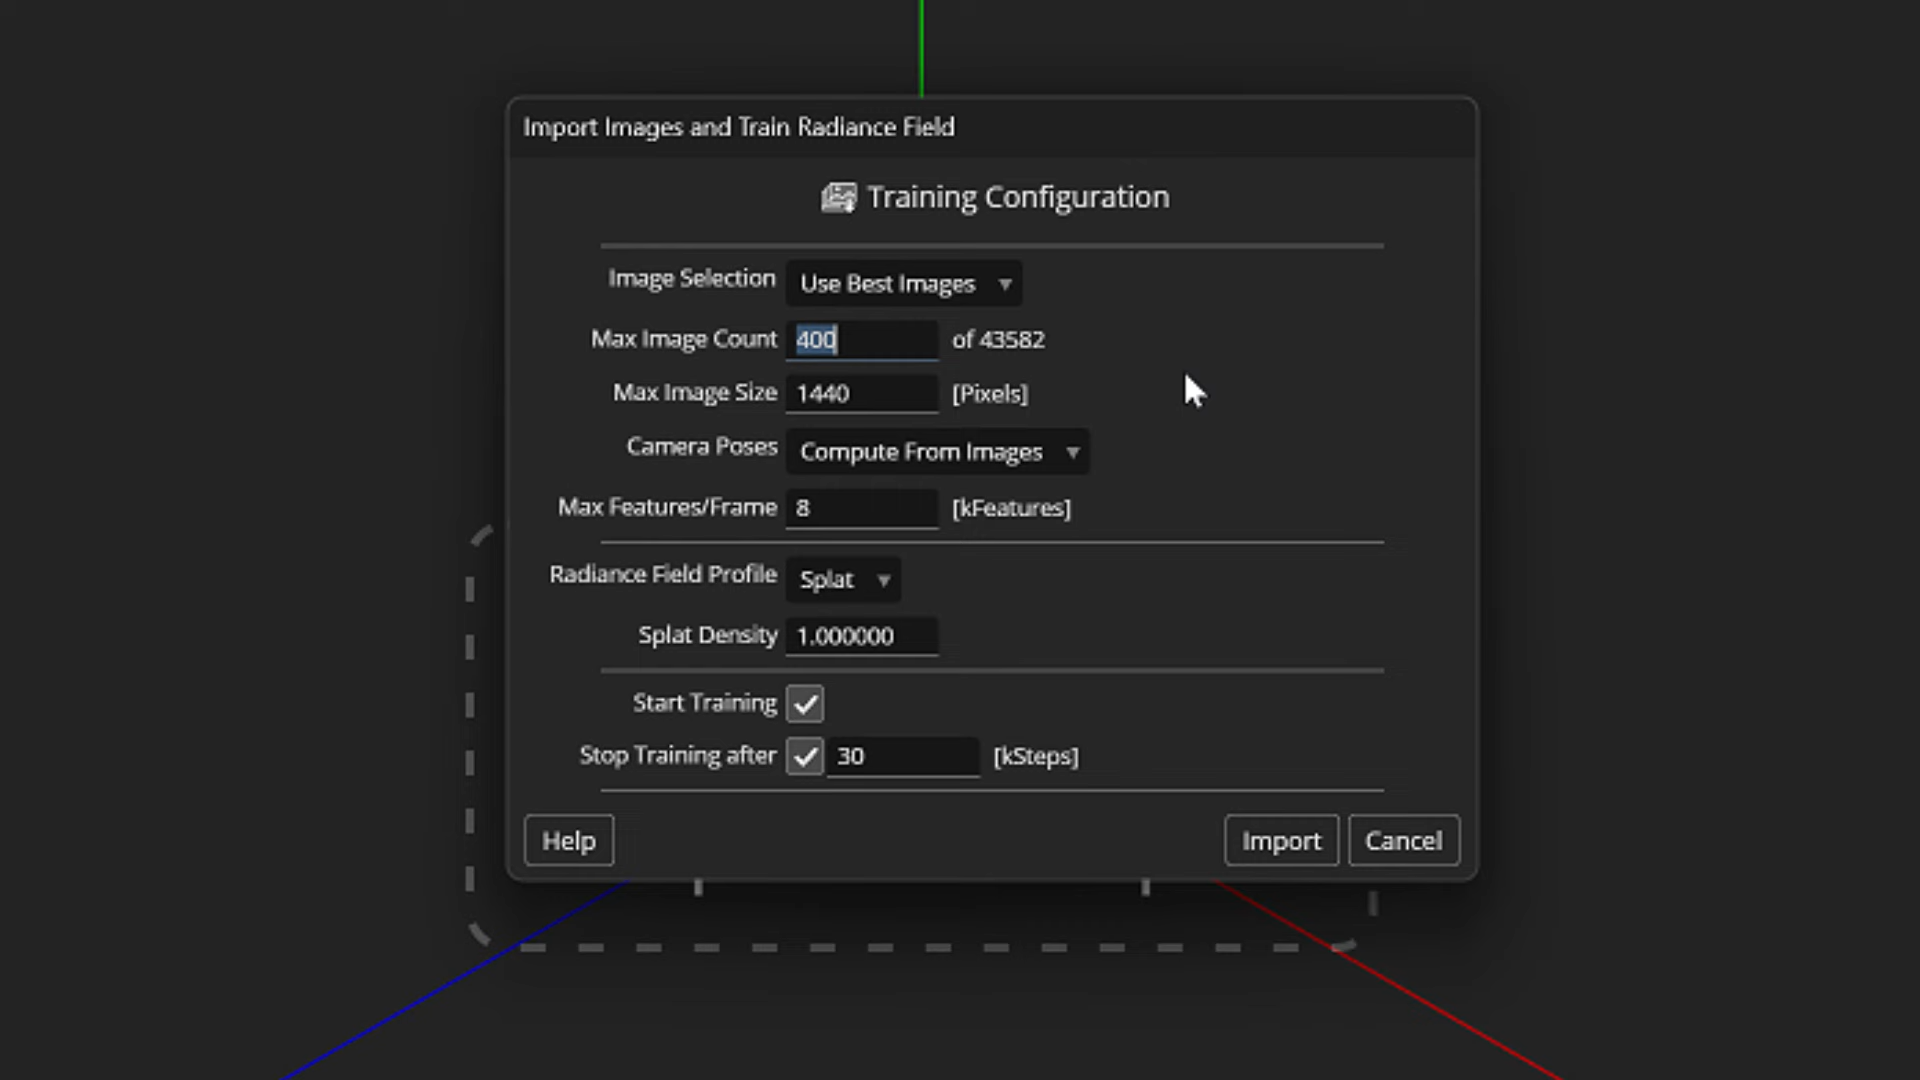 Import Images and Train Radiance Field
Training Configuration
Image Selection Use Best Images
Max Image Count 400 of 43582
Max Image Size 1440 [Pixels]
Camera Poses Compute From Images
Max Features/Frame 8 [kFeatures]
Radiance Field Profile Splat
Splat Density 1.000000
Start Training
Stop Training after 30 [kSteps]
Help Import Cancel